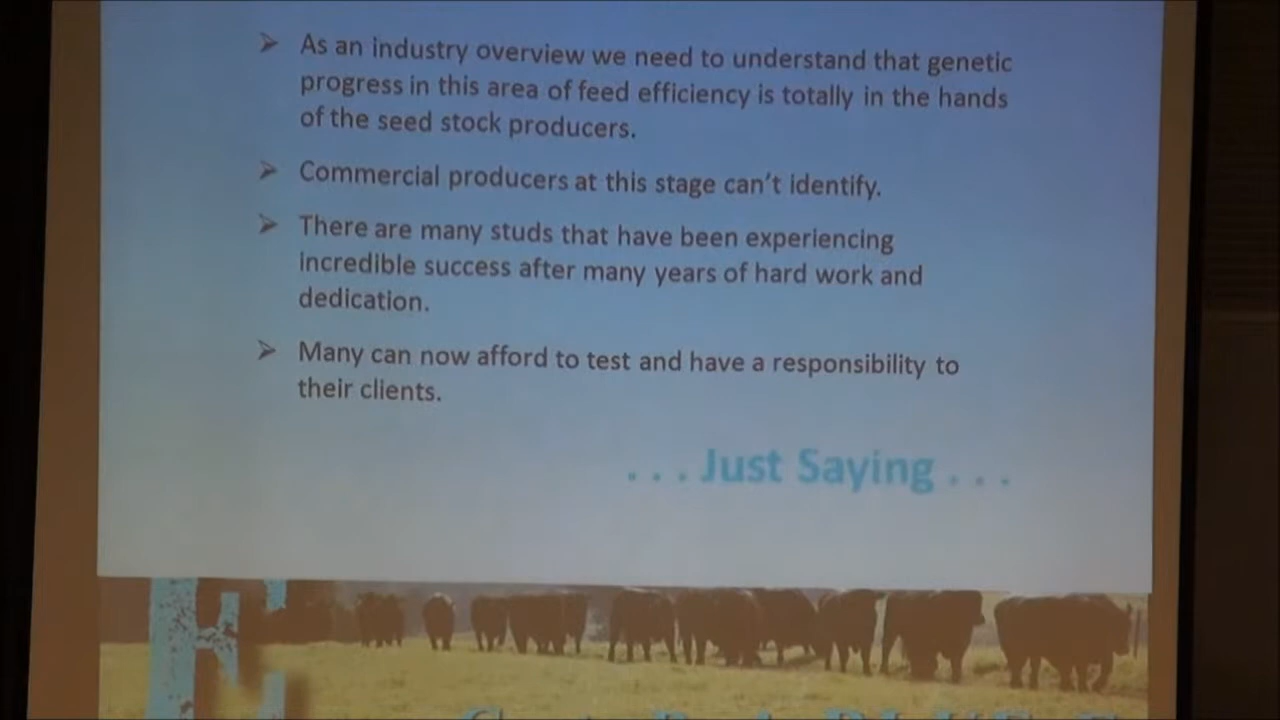 As an industry overview we need to understand that genetic
progress in this area of feed efficiency is totally in the hands
of the seed stock producers.
Commercial producers at this stage can't identify.
There are many studs that have been experiencing
incredible success after many years of hard work and
dedication.
Many can now afford to test and have a responsibility to
their clients.
. . . Just Saying . . .